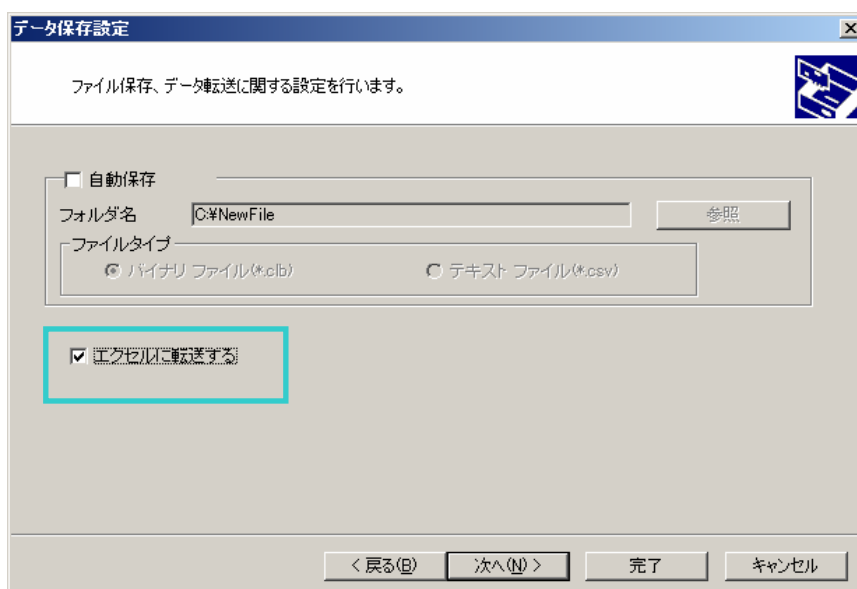 データ保存設定
ファイル保存、データ転送に関する設定を行います。
自動保存
フォルダ名 C:¥NewFile 参照
ファイルタイプ
バイナリ ファイル(*.clb) テキスト ファイル(*.csv)
エクセルに転送する
< 戻る(B) 次へ(N) > 完了 キャンセル